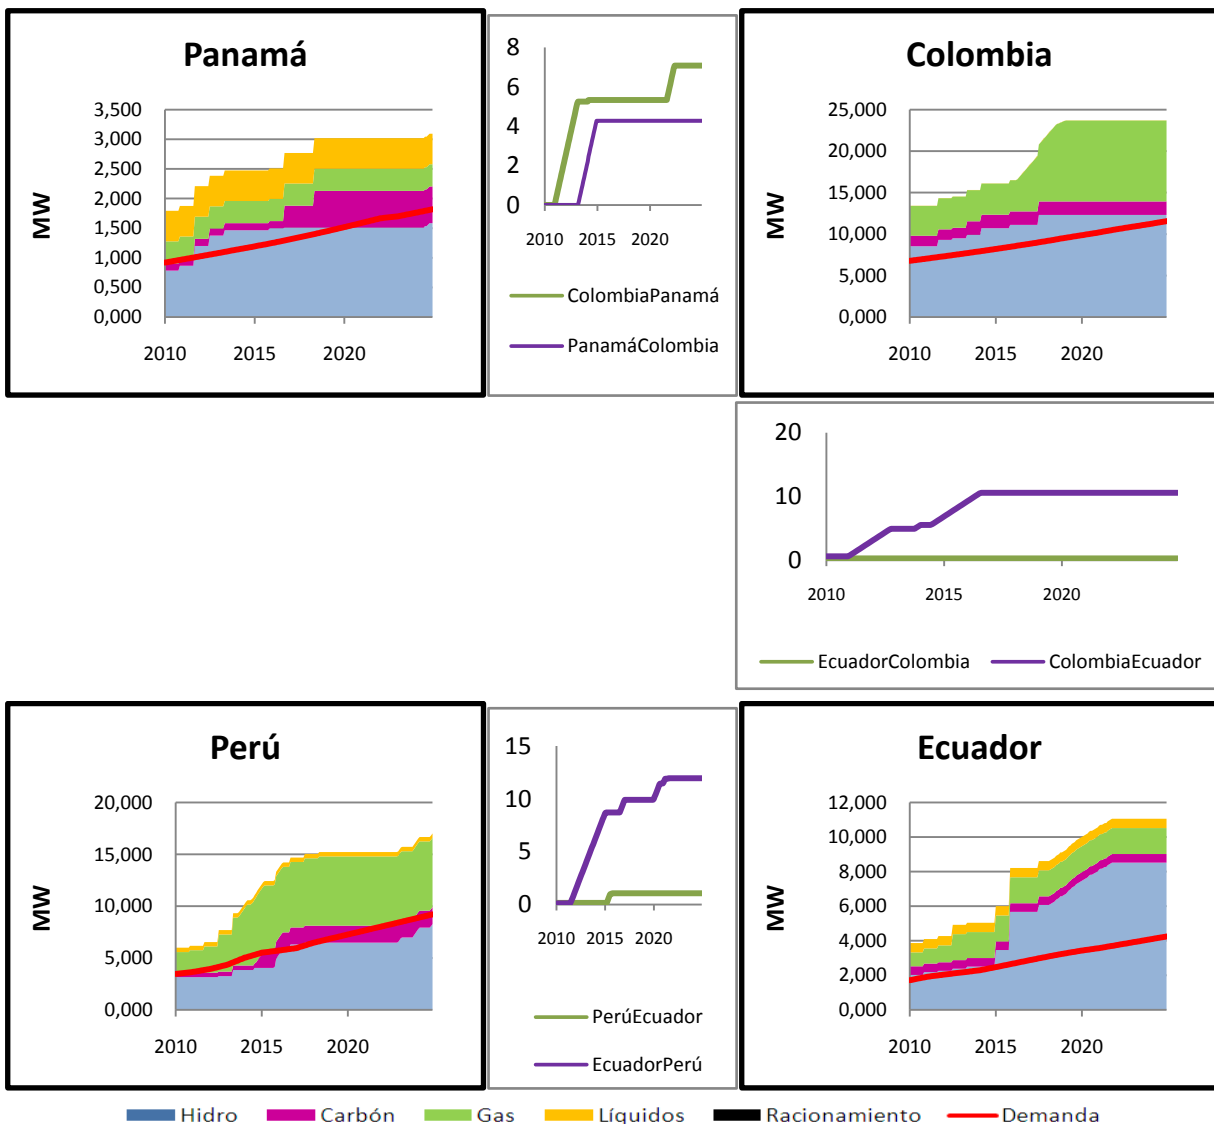 Panamá
MW
3,500
3,000
2,500
2,000
1,500
1,000
0,500
0,000
2010 2015 2020
8
6
4
2
0
2010 2015 2020
ColombiaPanamá
PanamáColombia
Colombia
MW
25,000
20,000
15,000
10,000
5,000
0,000
2010 2015 2020
20
10
0
2010 2015 2020
EcuadorColombia ColombiaEcuador
Perú
MW
20,000
15,000
10,000
5,000
0,000
2010 2015 2020
15
10
5
0
2010 2015 2020
PerúEcuador
EcuadorPerú
Ecuador
MW
12,000
10,000
8,000
6,000
4,000
2,000
0,000
2010 2015 2020
Hidro Carbón Gas Líquidos Racionamiento Demanda